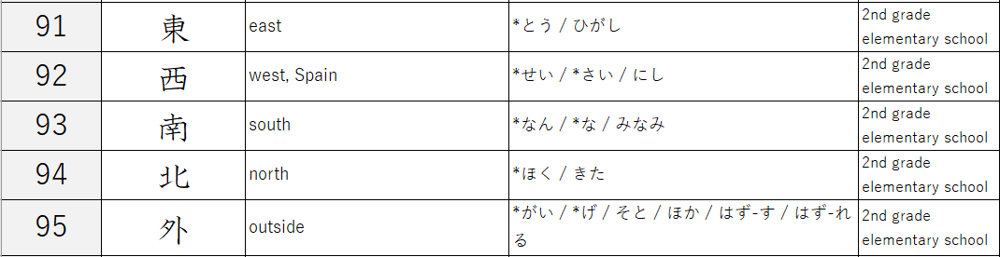 91 東 east *とう / ひがし 2nd grade
elementary school
92 西 west, Spain *せい / *さい / にし 2nd grade
elementary school
93 南 south *なん / *な / みなみ 2nd grade
elementary school
94 北 north *ほく / きた 2nd grade
elementary school
95 外 outside *がい / *げ / そと / ほか / はず-す / はず-れ
る 2nd grade
elementary school